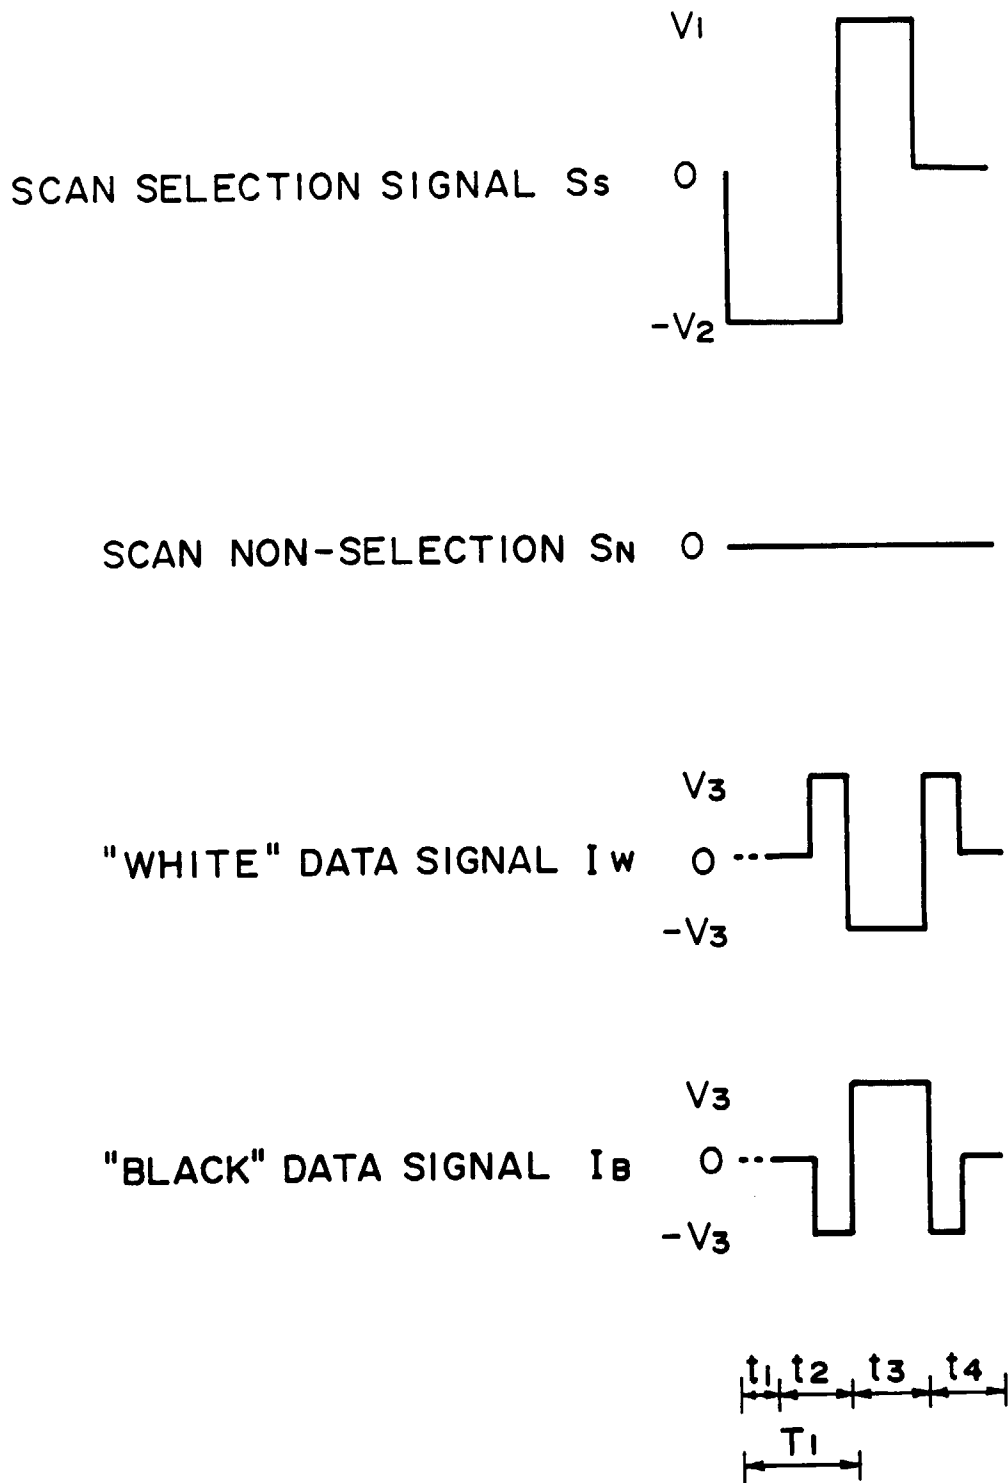 V1
SCAN SELECTION SIGNAL Ss 0
-V2
SCAN NON-SELECTION SN 0
V3
"WHITE" DATA SIGNAL IW 0
-V3
V3
"BLACK" DATA SIGNAL IB 0
-V3
t1 t2 t3 t4
T1